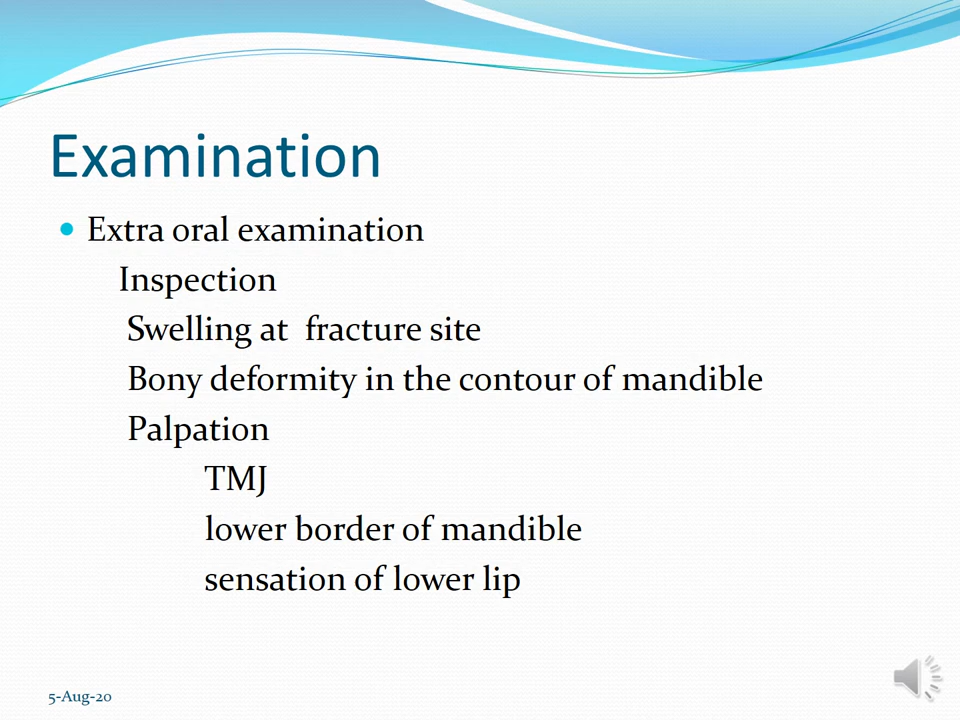 Examination
Extra oral examination
Inspection
Swelling at  fracture site
Bony deformity in the contour of mandible
Palpation
TMJ
lower border of mandible
sensation of lower lip
5-Aug-20